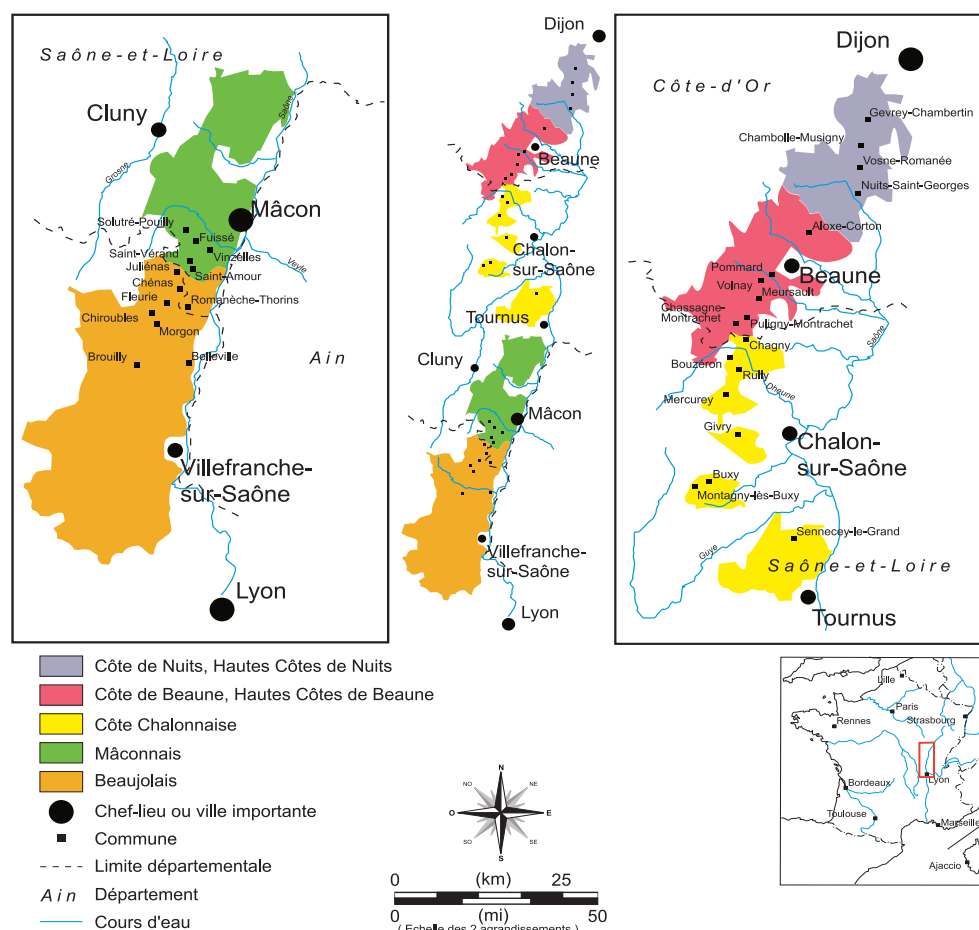 Saône-et-Loire
Cluny
Grosne
Saône
Mâcon
Solutré-Pouilly
Fuissé
Saint-Vérand
Vinzelles
Veyle
Juliénas
Saint-Amour
Chénas
Fleurie
Romanèche-Thorins
Chiroubles
Morgon
Ain
Brouilly
Belleville
Villefranche-
sur-Saône
Lyon
Dijon
Beaune
Chalon-
sur-Saône
Tournus
Cluny
Mâcon
Villefranche-
sur-Saône
Lyon
Dijon
Côte-d'Or
Gevrey-Chambertin
Chambolle-Musigny
Vosne-Romanée
Nuits-Saint-Georges
Aloxe-Corton
Pommard
Beaune
Volnay
Meursault
Chassagne-
Montrachet
Puligny-Montrachet
Saône
Chagny
Bouzéron
Rully
Dheune
Mercurey
Givry
Chalon-
sur-Saône
Buxy
Montagny-lès-Buxy
Sennecey-le-Grand
Guye
Saône-et-Loire
Tournus
Côte de Nuits, Hautes Côtes de Nuits
Côte de Beaune, Hautes Côtes de Beaune
Côte Chalonnaise
Mâconnais
Beaujolais
Chef-lieu ou ville importante
Commune
Limite départementale
Ain Département
Cours d'eau
N
NO
NE
O
E
SO
SE
S
0 (km) 25
0 (mi) 50
( Echelle des 2 agrandissements )
Lille
Paris
Strasbourg
Rennes
Lyon
Bordeaux
Toulouse
Marseille
Ajaccio